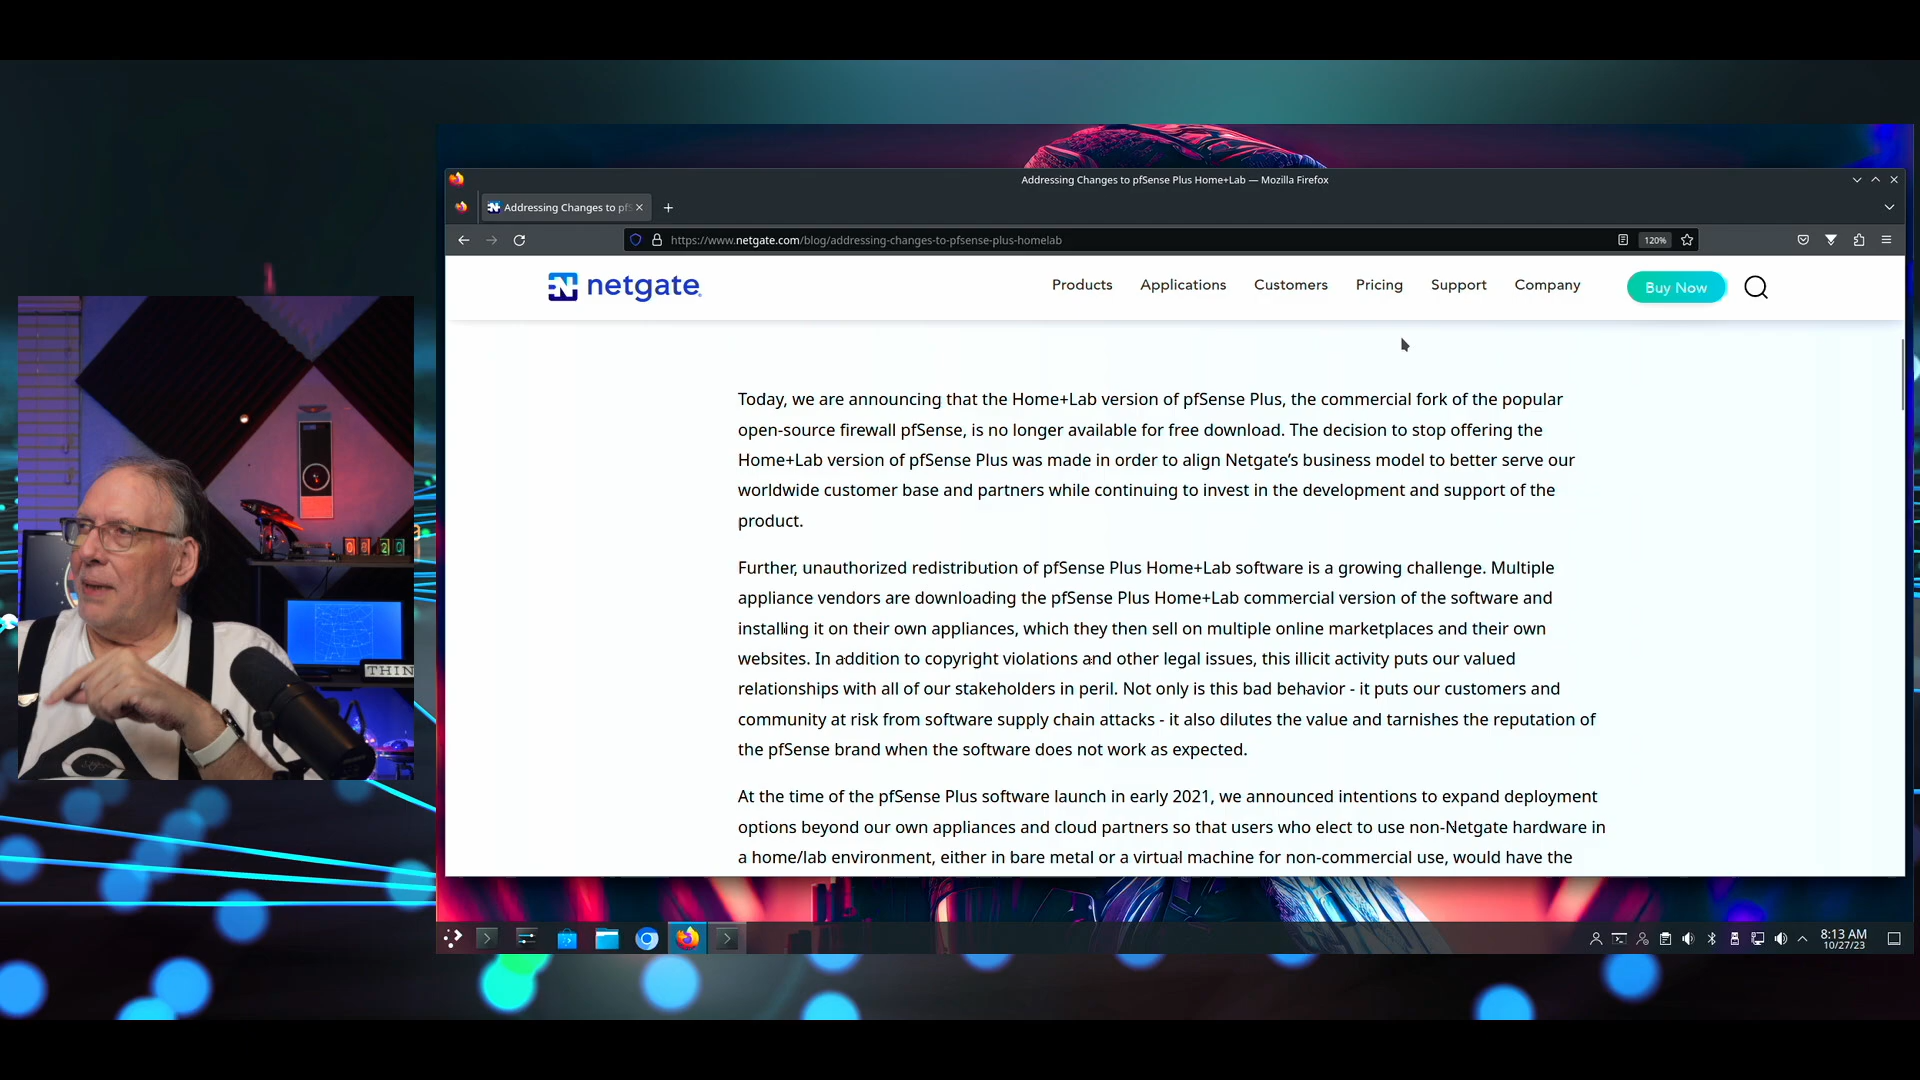 Addressing Changes to pfSense Plus Home+Lab — Mozilla Firefox
Addressing Changes to pfS
https://www.netgate.com/blog/addressing-changes-to-pfsense-plus-homelab
120%
netgate
Products
Applications
Customers
Pricing
Support
Company
Buy Now
Today, we are announcing that the Home+Lab version of pfSense Plus, the commercial fork of the popular
open-source firewall pfSense, is no longer available for free download. The decision to stop offering the
Home+Lab version of pfSense Plus was made in order to align Netgate’s business model to better serve our
worldwide customer base and partners while continuing to invest in the development and support of the
product.
Further, unauthorized redistribution of pfSense Plus Home+Lab software is a growing challenge. Multiple
appliance vendors are downloading the pfSense Plus Home+Lab commercial version of the software and
installing it on their own appliances, which they then sell on multiple online marketplaces and their own
websites. In addition to copyright violations and other legal issues, this illicit activity puts our valued
relationships with all of our stakeholders in peril. Not only is this bad behavior - it puts our customers and
community at risk from software supply chain attacks - it also dilutes the value and tarnishes the reputation of
the pfSense brand when the software does not work as expected.
At the time of the pfSense Plus software launch in early 2021, we announced intentions to expand deployment
options beyond our own appliances and cloud partners so that users who elect to use non-Netgate hardware in
a home/lab environment, either in bare metal or a virtual machine for non-commercial use, would have the
08 20
THIN
8:13 AM
10/27/23